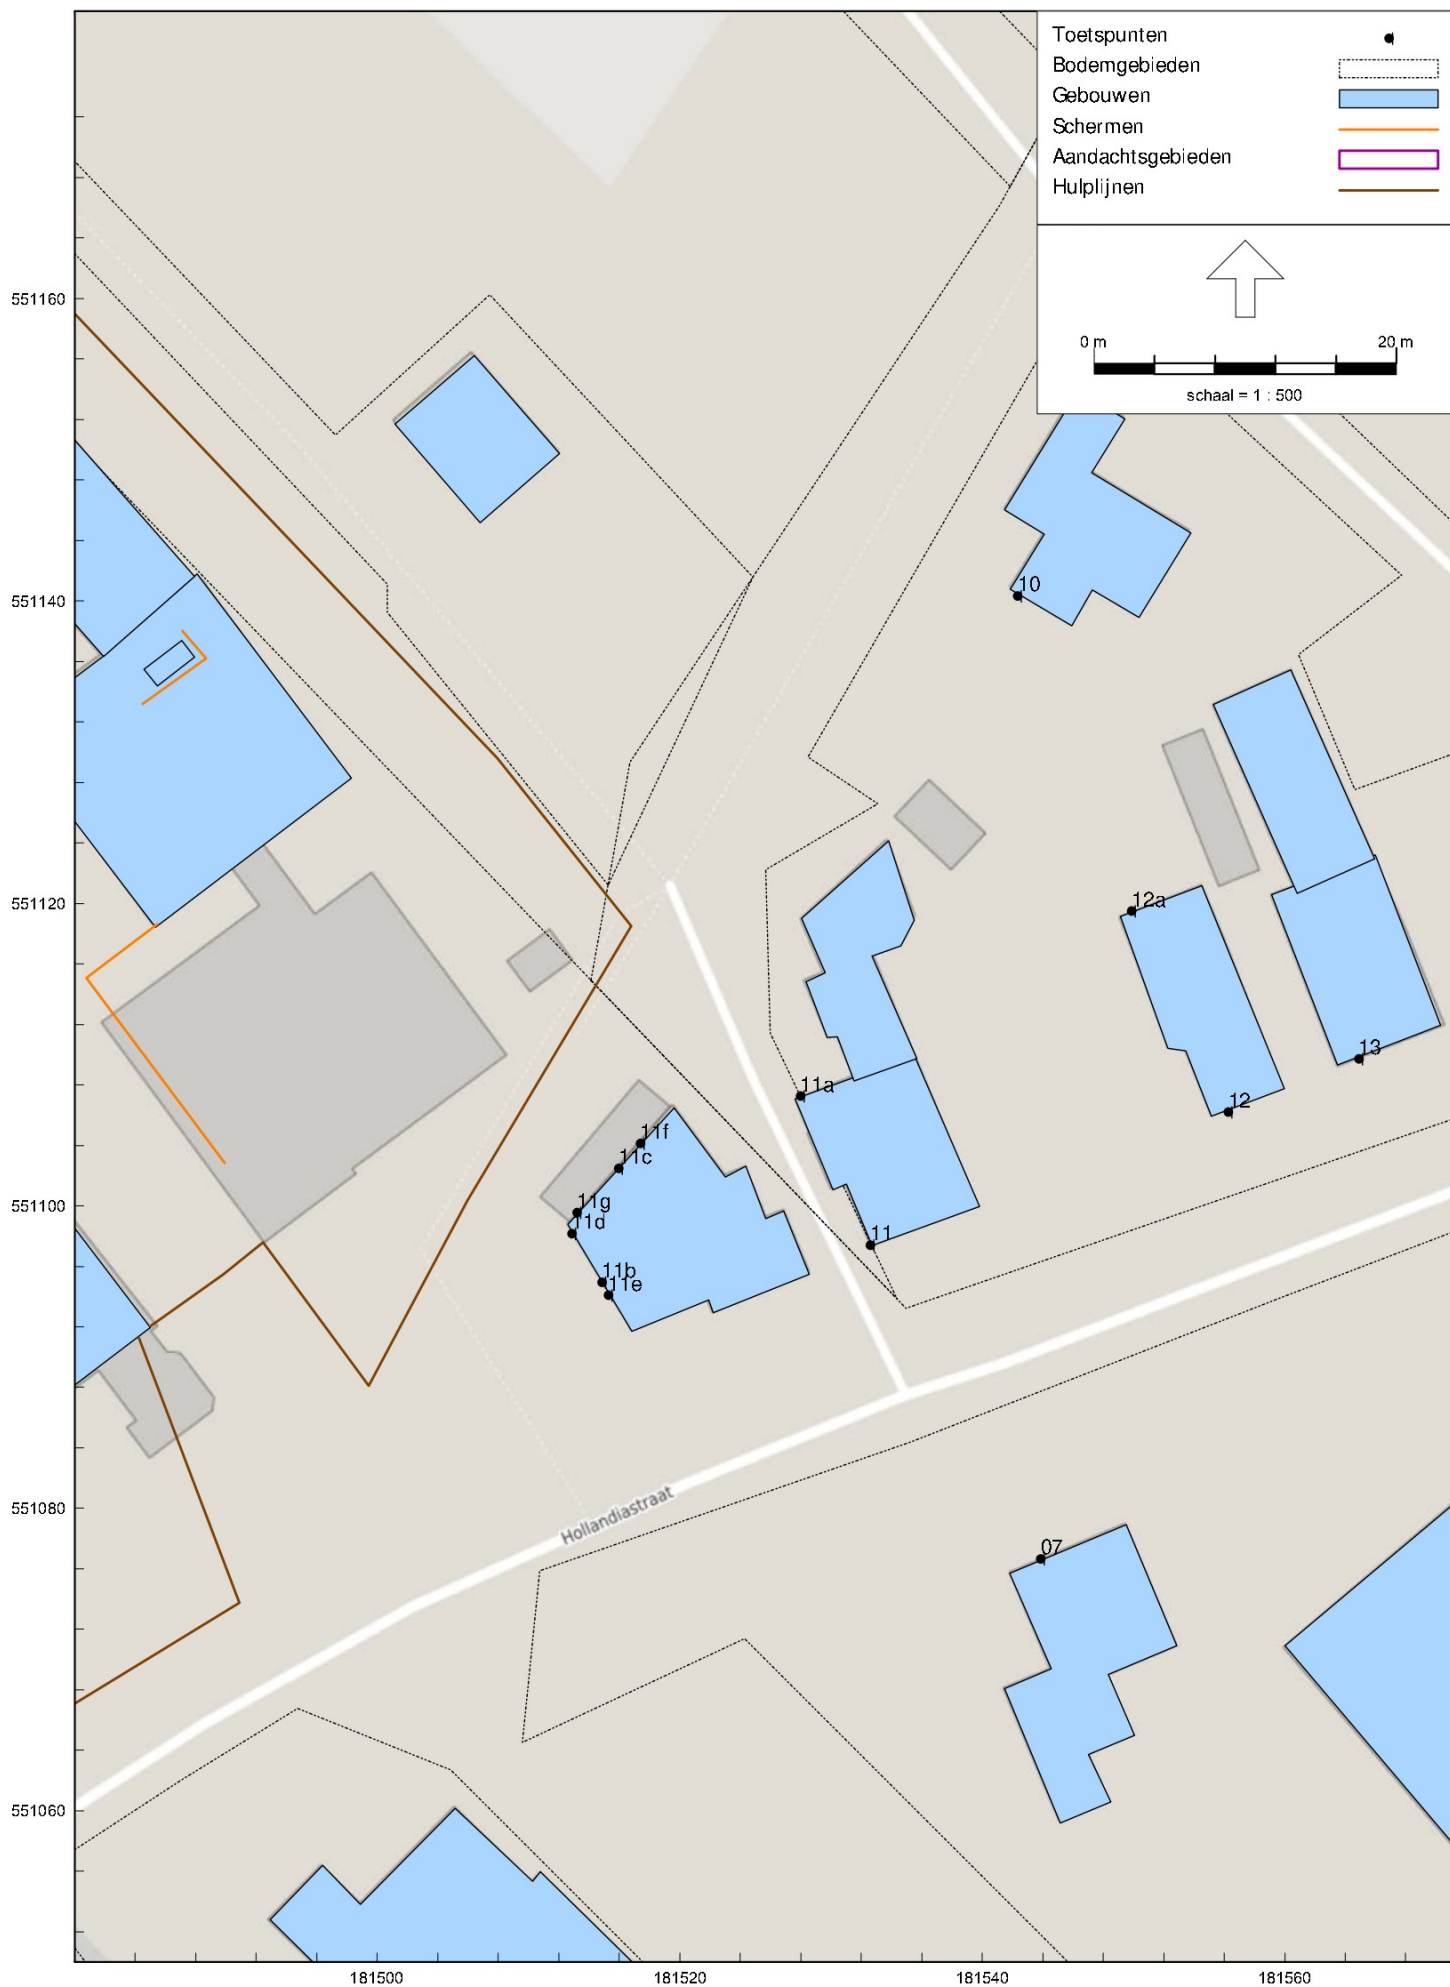 Toetspunten
Bodemgebieden
Gebouwen
Schermen
Aandachtsgebieden
Hulplijnen
0 m 20 m
schaal = 1 : 500
551160
551140
551120
551100
551080
551060
10
12a
13
12
11a
11f
11c
11g
11d
11b
11e
11
Hollandiastraat
07
181500 181520 181540 181560